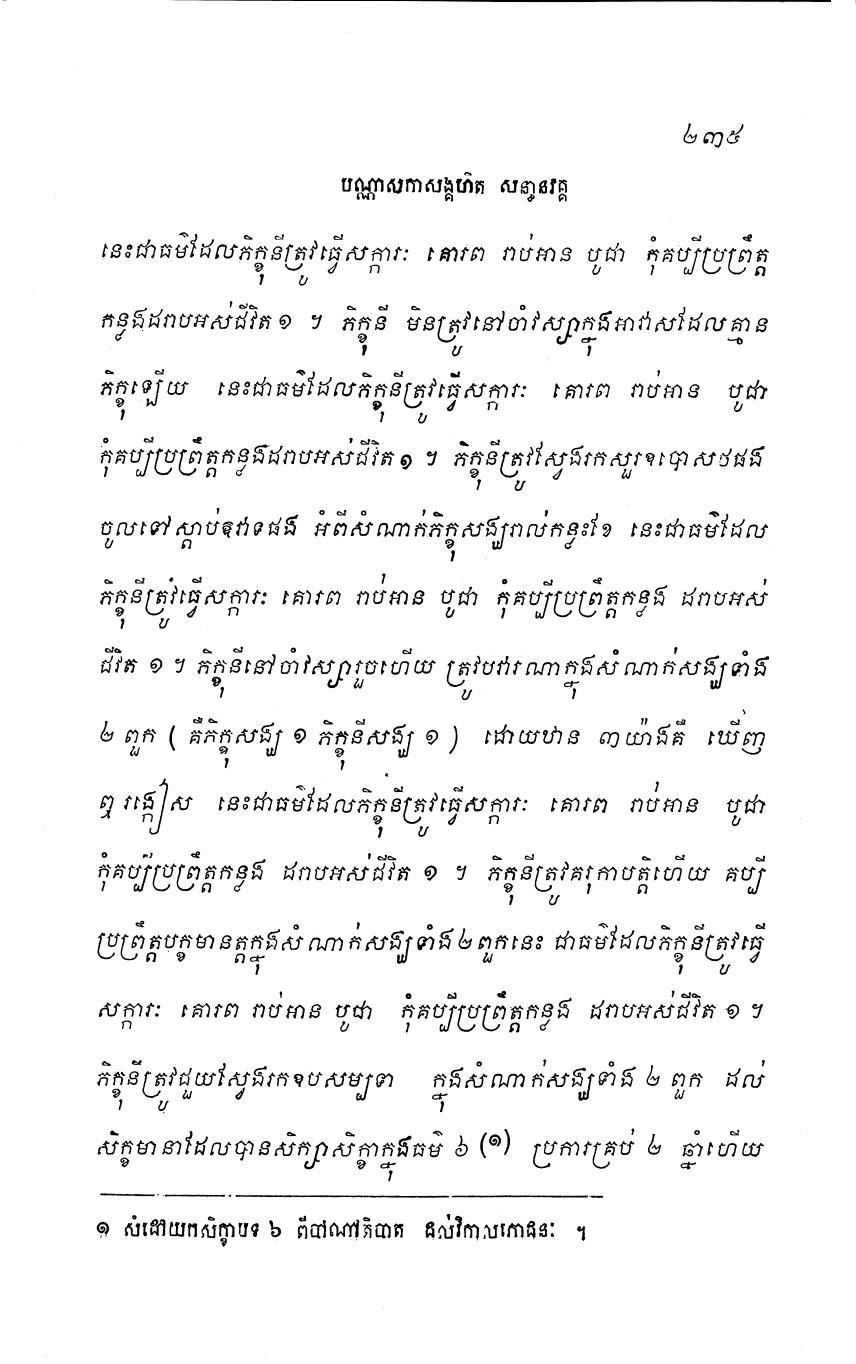 ២៣៥
បណ្ណាសកាសង្គហិត សន្ធានវគ្គ
នេះជាធម៌ដែលភិក្ខុនីត្រូវធ្វើសក្ការៈ គោរព រាប់អាន បូជា កុំគប្បីប្រព្រឹត្ត
កន្លងដរាបអស់ជីវិត១ ។ ភិក្ខុនី មិនត្រូវនៅចាំវស្សាក្នុងអាវាសដែលគ្មាន
ភិក្ខុឡើយ នេះជាធម៌ដែលភិក្ខុនីត្រូវធ្វើសក្ការៈ គោរព រាប់អាន បូជា
កុំគប្បីប្រព្រឹត្តកន្លងដរាបអស់ជីវិត១ ។ ភិក្ខុនីត្រូវស្វែងរកសួរឧបោសថផង
ចូលទៅស្តាប់ឱវាទផង អំពីសំណាក់ភិក្ខុសង្ឃរាល់កន្លះខែ នេះជាធម៌ដែល
ភិក្ខុនីត្រូវធ្វើសក្ការៈ គោរព រាប់អាន បូជា កុំគប្បីប្រព្រឹត្តកន្លង ដរាបអស់
ជីវិត ១ ។ ភិក្ខុនីនៅចាំវស្សារួចហើយ ត្រូវបវារណាក្នុងសំណាក់សង្ឃទាំង
២ ពួក ( គឺភិក្ខុសង្ឃ ១ ភិក្ខុនីសង្ឃ ១ ) ដោយឋាន ៣យ៉ាងគឺ ឃើញ
ឮ រង្កៀស នេះជាធម៌ដែលភិក្ខុនីត្រូវធ្វើសក្ការៈ គោរព រាប់អាន បូជា
កុំគប្បីប្រព្រឹត្តកន្លង ដរាបអស់ជីវិត ១ ។ ភិក្ខុនីត្រូវគរុកាបត្តិហើយ គប្បី
ប្រព្រឹត្តបក្ខមានត្តក្នុងសំណាក់សង្ឃទាំង២ពួកនេះ ជាធម៌ដែលភិក្ខុនីត្រូវធ្វើ
សក្ការៈ គោរព រាប់អាន បូជា កុំគប្បីប្រព្រឹត្តកន្លង ដរាបអស់ជីវិត ១ ។
ភិក្ខុនីត្រូវជួយស្វែងរកឧបសម្បទា ក្នុងសំណាក់សង្ឃទាំង ២ ពួក ដល់
សិក្ខមានាដែលបានសិក្សាសិក្ខាក្នុងធម៌ ៦ (១) ប្រការគ្រប់ ២ ឆ្នាំហើយ
១ សំដៅយកសិក្ខាបទ ៦ ពីបាណាតិបាត ដល់វិកាលភោជនៈ ។